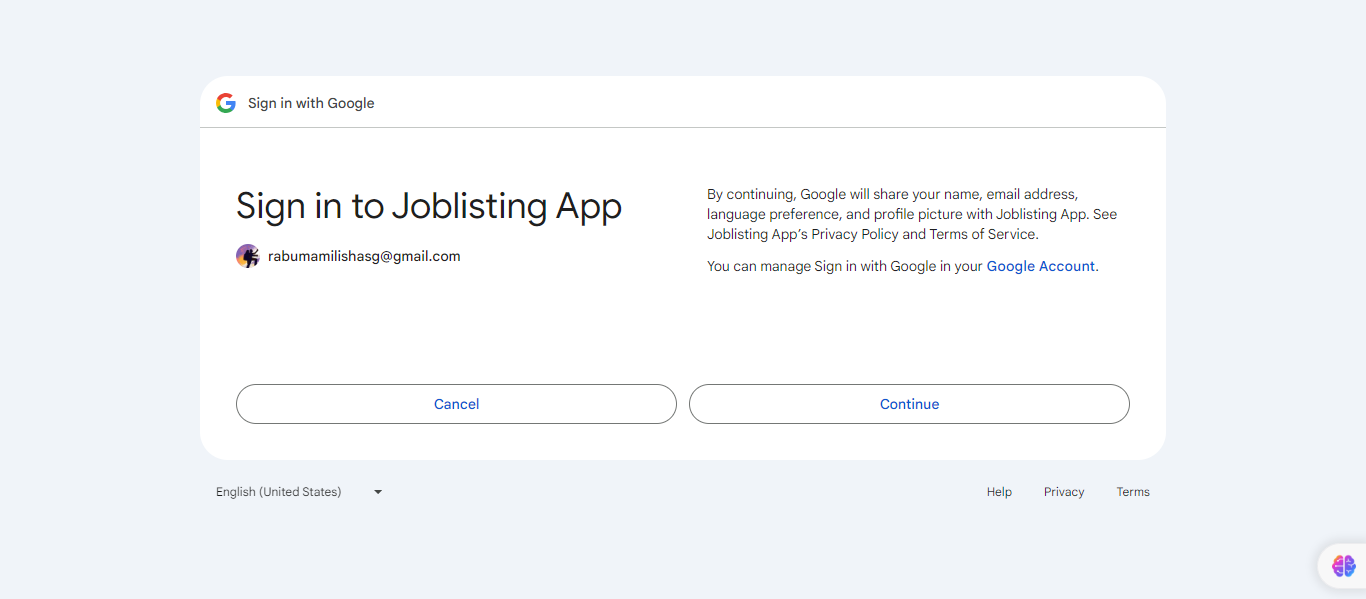 Sign in with Google
Sign in to Joblisting App
rabumamilishasg@gmail.com
By continuing, Google will share your name, email address,
language preference, and profile picture with Joblisting App. See
Joblisting App’s Privacy Policy and Terms of Service.
You can manage Sign in with Google in your Google Account.
Cancel
Continue
English (United States)
Help
Privacy
Terms